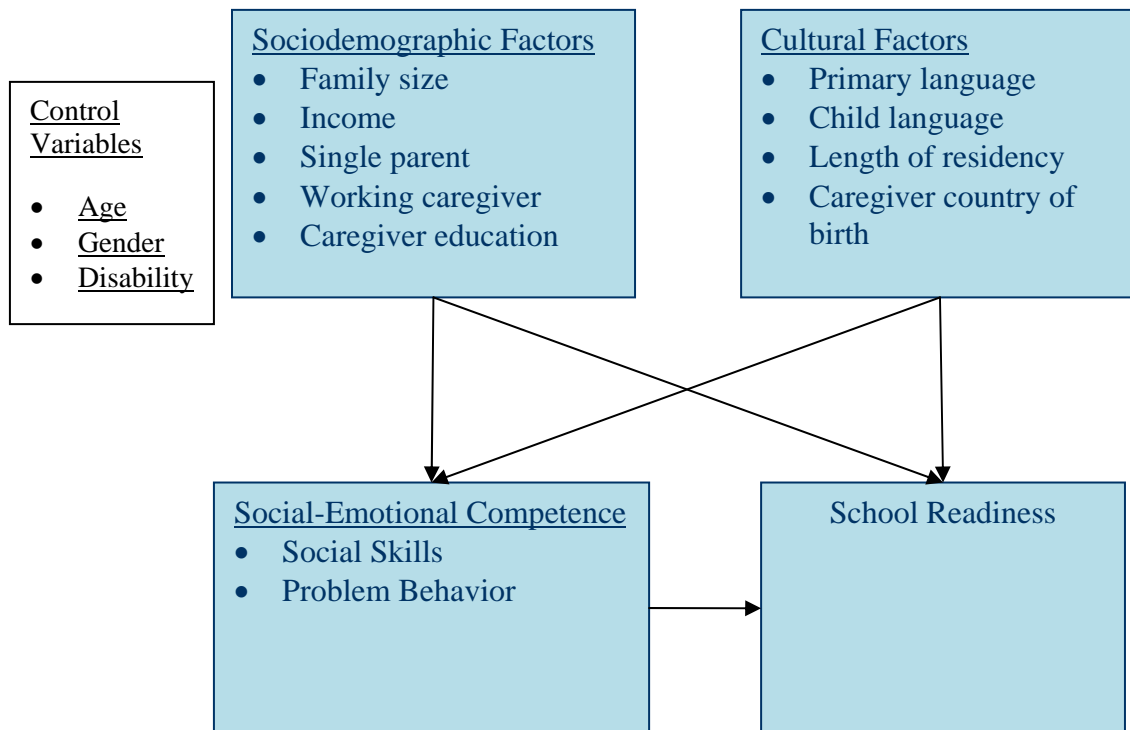 Control
Variables
• Age
• Gender
• Disability
Sociodemographic Factors
• Family size
• Income
• Single parent
• Working caregiver
• Caregiver education
Cultural Factors
• Primary language
• Child language
• Length of residency
• Caregiver country of
birth
Social-Emotional Competence
• Social Skills
• Problem Behavior
School Readiness